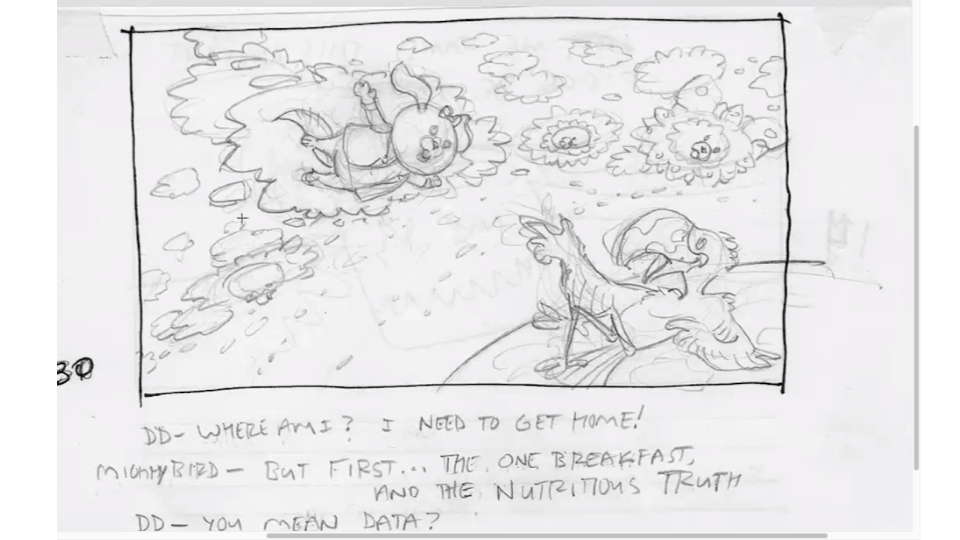 30
DD - WHERE AM I? I NEED TO GET HOME!
MIGHTYBIRD - BUT FIRST... THE ONE BREAKFAST,
AND THE NUTRITIOUS TRUTH
DD - YOU MEAN DATA?